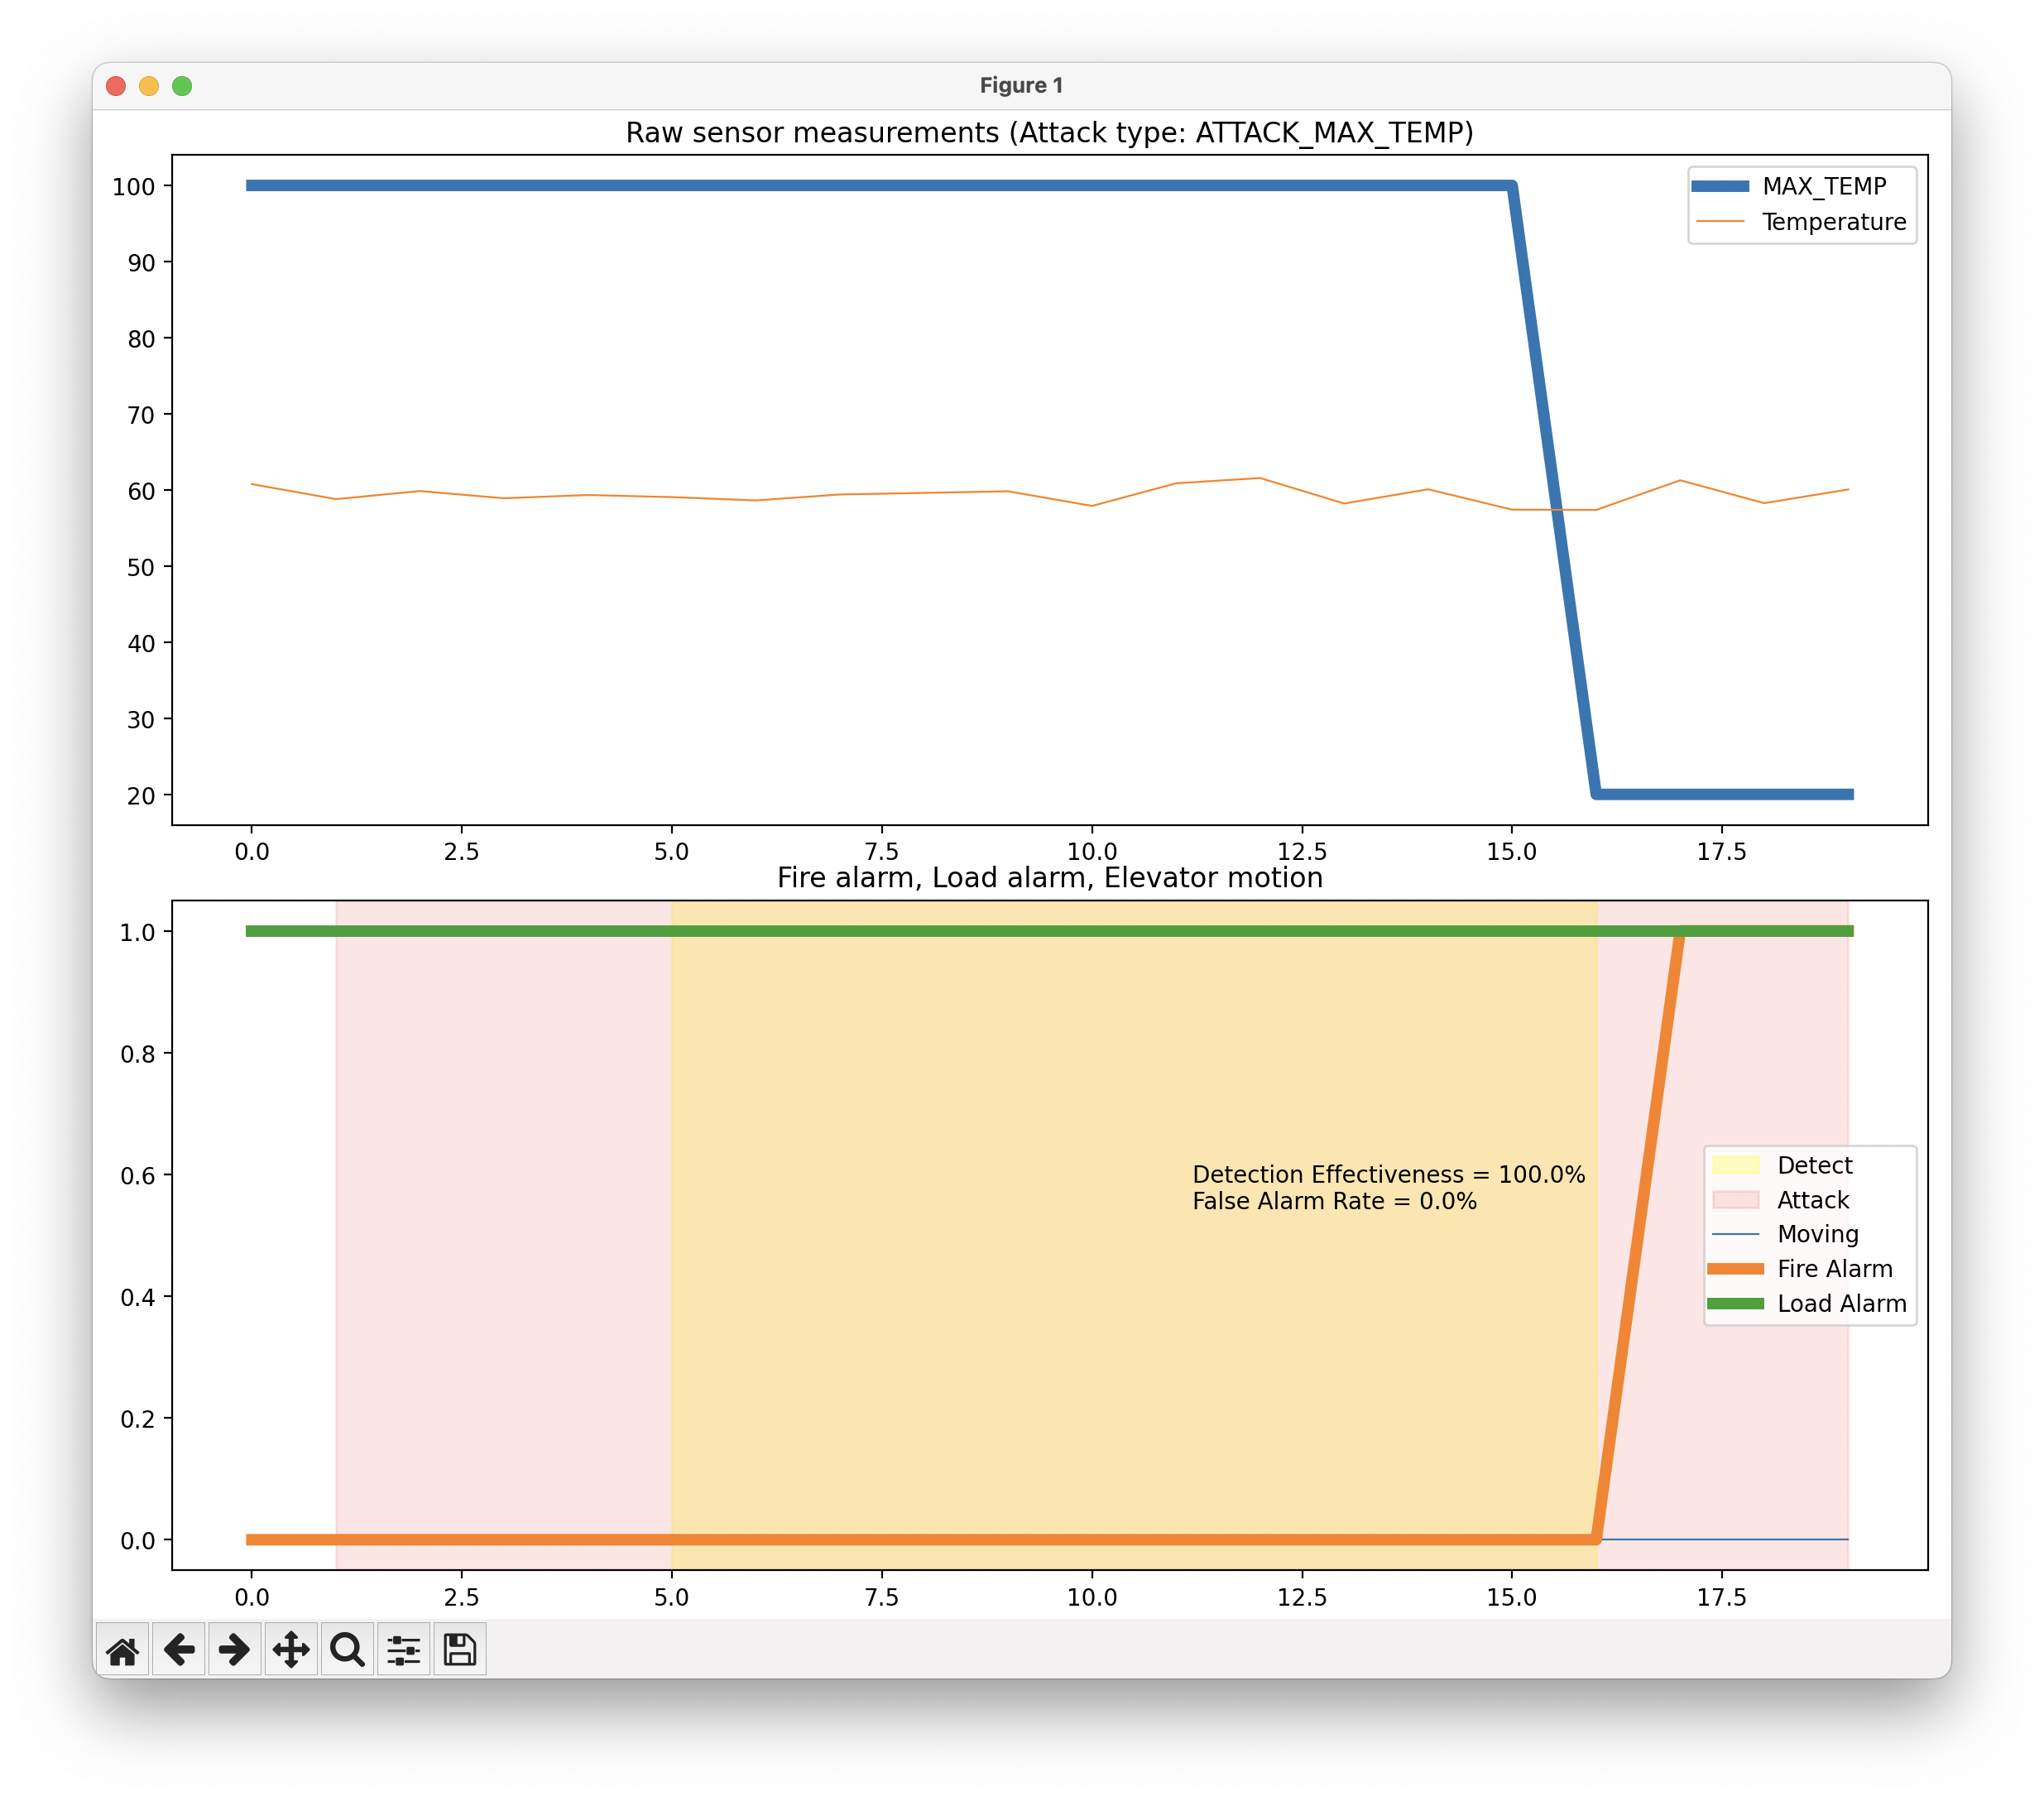 Figure 1
Raw sensor measurements (Attack type: ATTACK_MAX_TEMP)
100
90
80
70
60
50
40
30
20
MAX_TEMP
Temperature
0.0 2.5 5.0 7.5 10.0 12.5 15.0 17.5
Fire alarm, Load alarm, Elevator motion
1.0
0.8
0.6
0.4
0.2
0.0
Detection Effectiveness = 100.0%
False Alarm Rate = 0.0%
Detect
Attack
Moving
Fire Alarm
Load Alarm
0.0 2.5 5.0 7.5 10.0 12.5 15.0 17.5